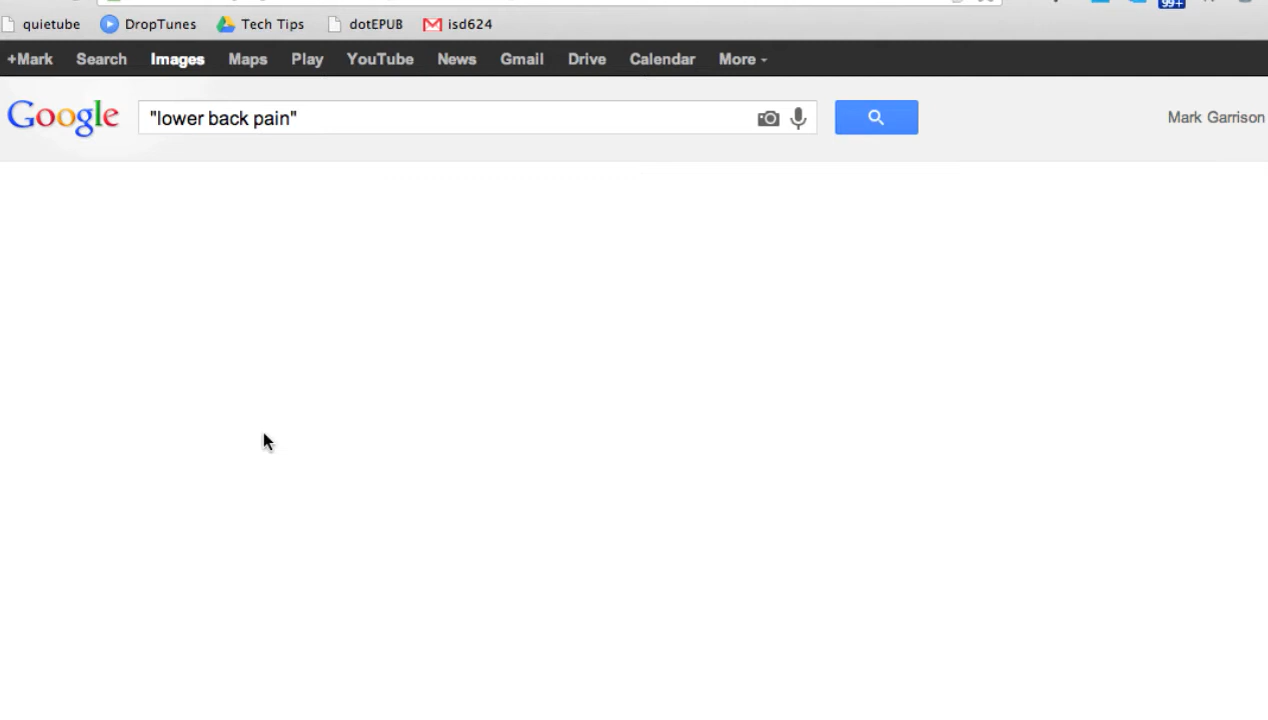 99+
quietube DropTunes Tech Tips dotEPUB isd624
+Mark Search Images Maps Play YouTube News Gmail Drive Calendar More
Google "lower back pain" Mark Garrison